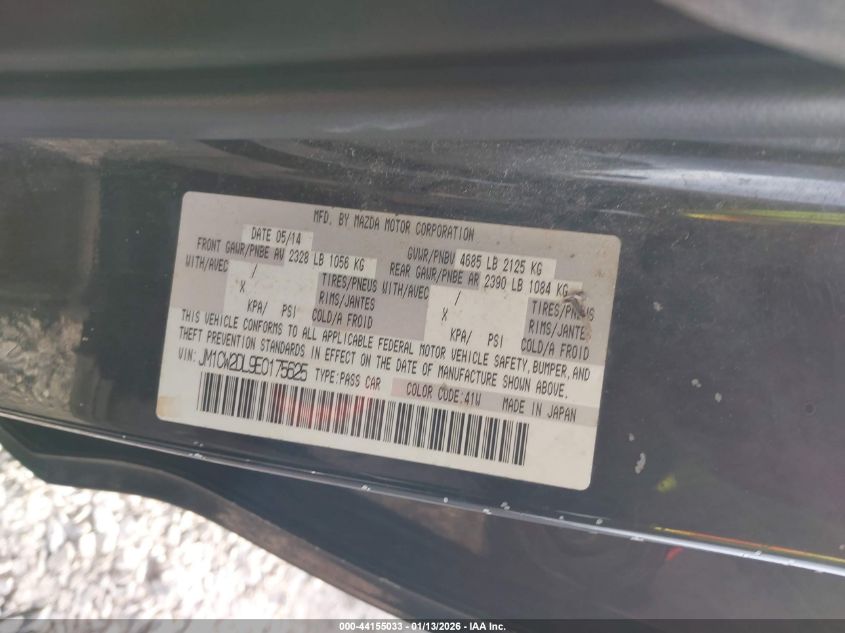 MFD. BY MAZDA MOTOR CORPORATION
DATE 05/14 GVWR/PNBV 4685 LB 2125 KG
FRONT GAWR/PNBE AV 2328 LB 1056 KG REAR GAWR/PNBE AR 2390 LB 1084 KG
WITH/AVEC / TIRES/PNEUS WITH/AVEC / TIRES/PNEUS
X RIMS/JANTES X RIMS/JANTES
KPA/ PSI COLD/A FROID KPA/ PSI COLD/A FROID
THIS VEHICLE CONFORMS TO ALL APPLICABLE FEDERAL MOTOR VEHICLE SAFETY, BUMPER, AND
THEFT PREVENTION STANDARDS IN EFFECT ON THE DATE OF MANUFACTURE SHOWN ABOVE.
VIN: JM1CW2DL9E0175625 TYPE:PASS CAR COLOR CODE:41W MADE IN JAPAN
000-44155033 - 01/13/2026 - IAA Inc.